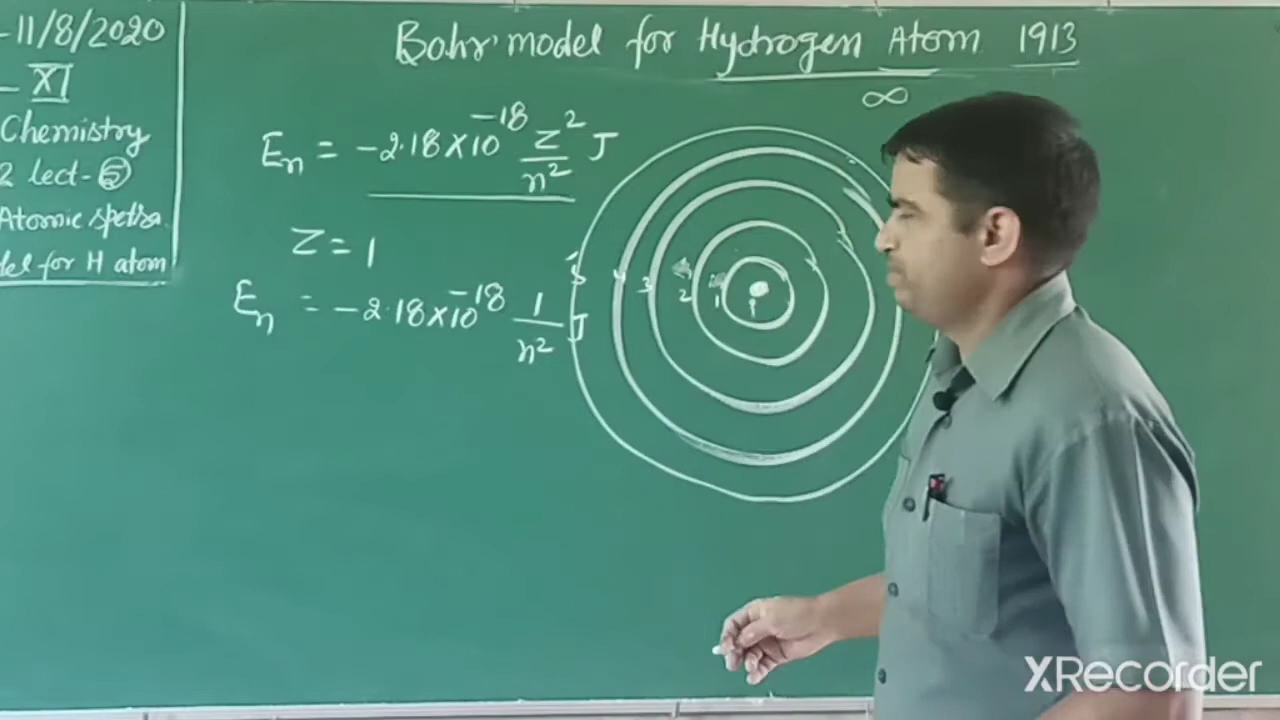 -11/8/2020
- XI
Chemistry
2 lect-⑤
Atomic spetra
del for H atom
Bohr' model for Hydrogen Atom 1913
∞
En = -2.18×10^-18 Z²/n² J
Z = 1
En = -2.18×10^-18 1/n² J
5 4 3 2 1
XRecorder